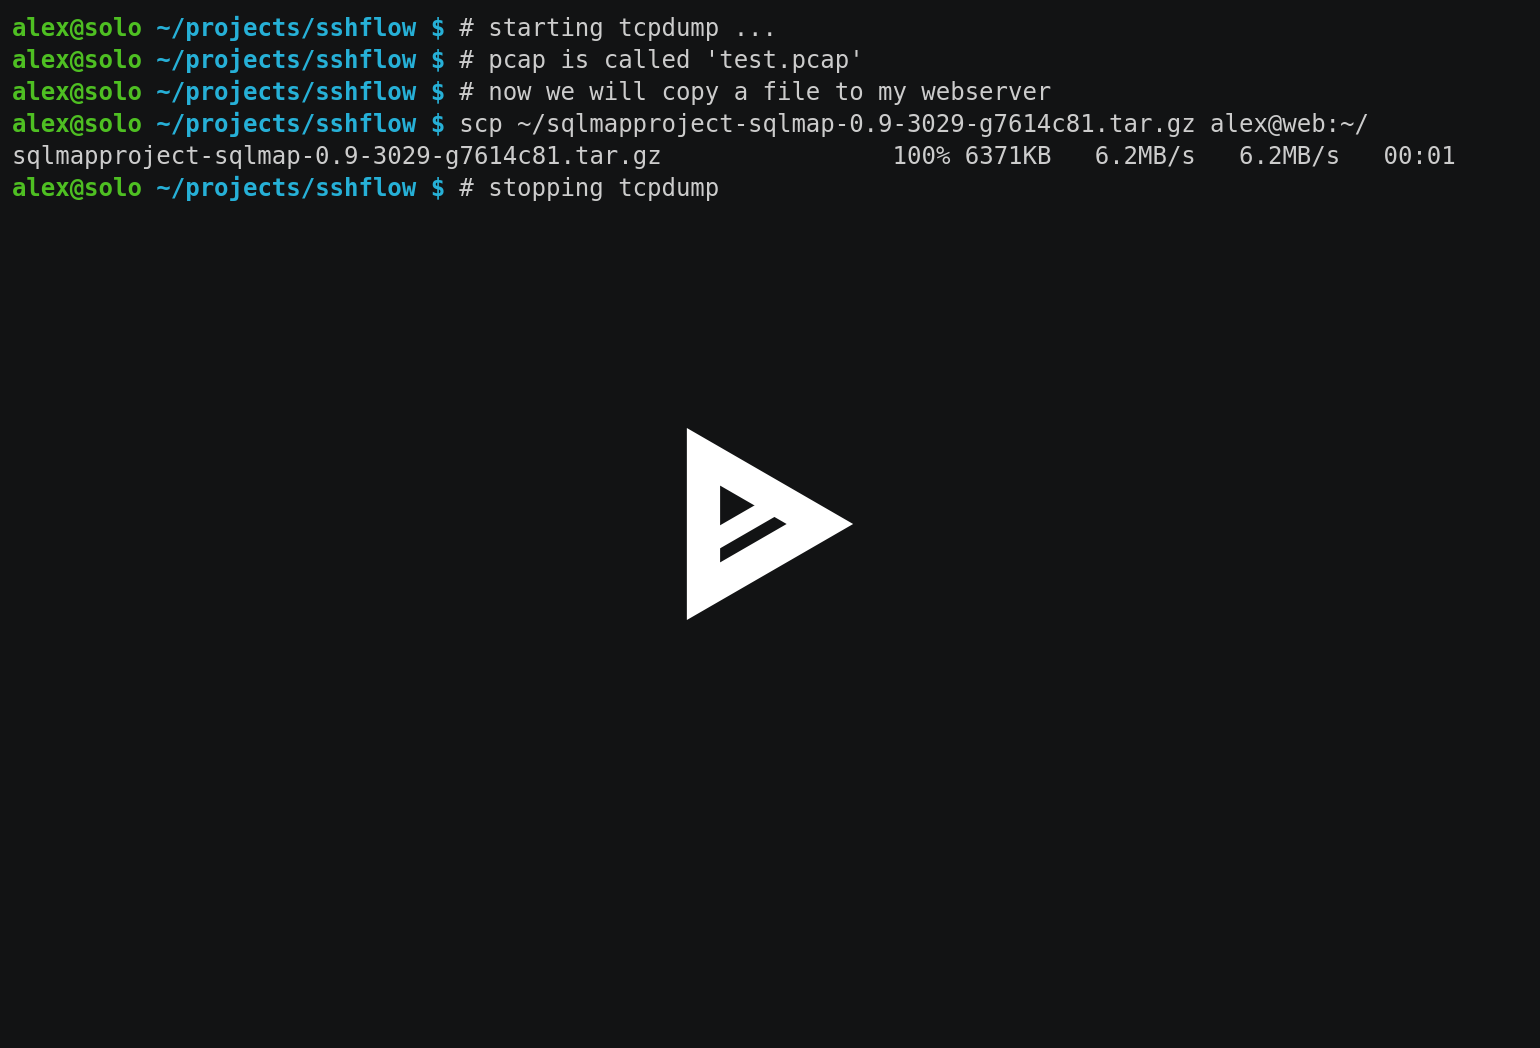 alex@solo ~/projects/sshflow $ # starting tcpdump ...
alex@solo ~/projects/sshflow $ # pcap is called 'test.pcap'
alex@solo ~/projects/sshflow $ # now we will copy a file to my webserver
alex@solo ~/projects/sshflow $ scp ~/sqlmapproject-sqlmap-0.9-3029-g7614c81.tar.gz alex@web:~/
sqlmapproject-sqlmap-0.9-3029-g7614c81.tar.gz                100% 6371KB   6.2MB/s   6.2MB/s   00:01
alex@solo ~/projects/sshflow $ # stopping tcpdump